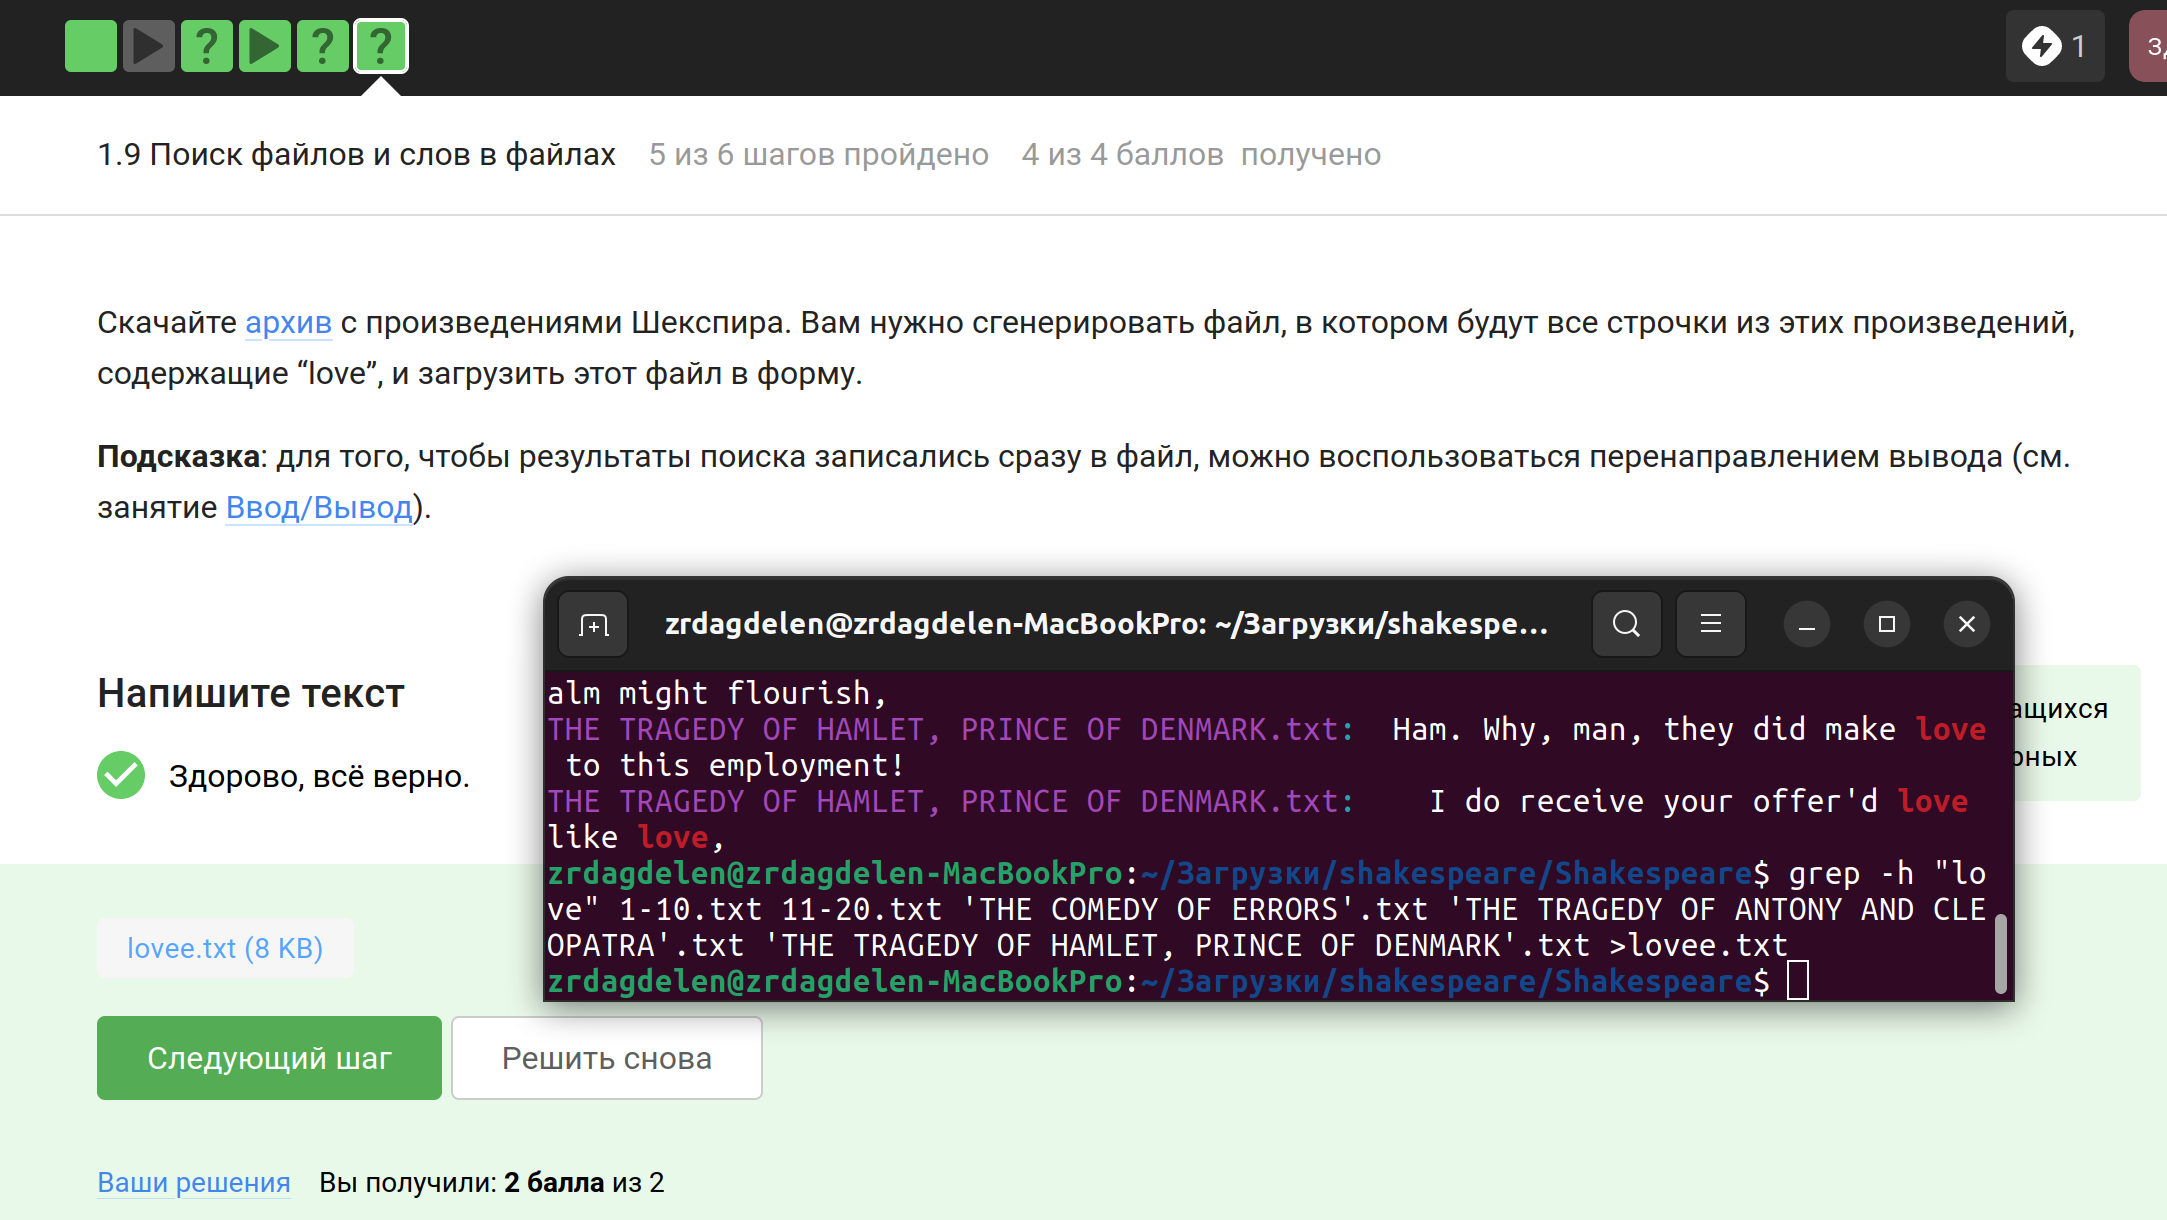 1
1.9 Поиск файлов и слов в файлах 5 из 6 шагов пройдено 4 из 4 баллов получено
Скачайте архив с произведениями Шекспира. Вам нужно сгенерировать файл, в котором будут все строчки из этих произведений,
содержащие “love”, и загрузить этот файл в форму.
Подсказка: для того, чтобы результаты поиска записались сразу в файл, можно воспользоваться перенаправлением вывода (см.
занятие Ввод/Вывод).
zrdagdelen@zrdagdelen-MacBookPro: ~/Загрузки/shakespe...
Напишите текст
Здорово, всё верно.
alm might flourish,
THE TRAGEDY OF HAMLET, PRINCE OF DENMARK.txt:  Ham. Why, man, they did make love
 to this employment!
THE TRAGEDY OF HAMLET, PRINCE OF DENMARK.txt:    I do receive your offer'd love
like love,
zrdagdelen@zrdagdelen-MacBookPro:~/Загрузки/shakespeare/Shakespeare$ grep -h "lo
ve" 1-10.txt 11-20.txt 'THE COMEDY OF ERRORS'.txt 'THE TRAGEDY OF ANTONY AND CLE
OPATRA'.txt 'THE TRAGEDY OF HAMLET, PRINCE OF DENMARK'.txt >lovee.txt
zrdagdelen@zrdagdelen-MacBookPro:~/Загрузки/shakespeare/Shakespeare$
lovee.txt (8 KB)
Следующий шаг Решить снова
Ваши решения Вы получили: 2 балла из 2